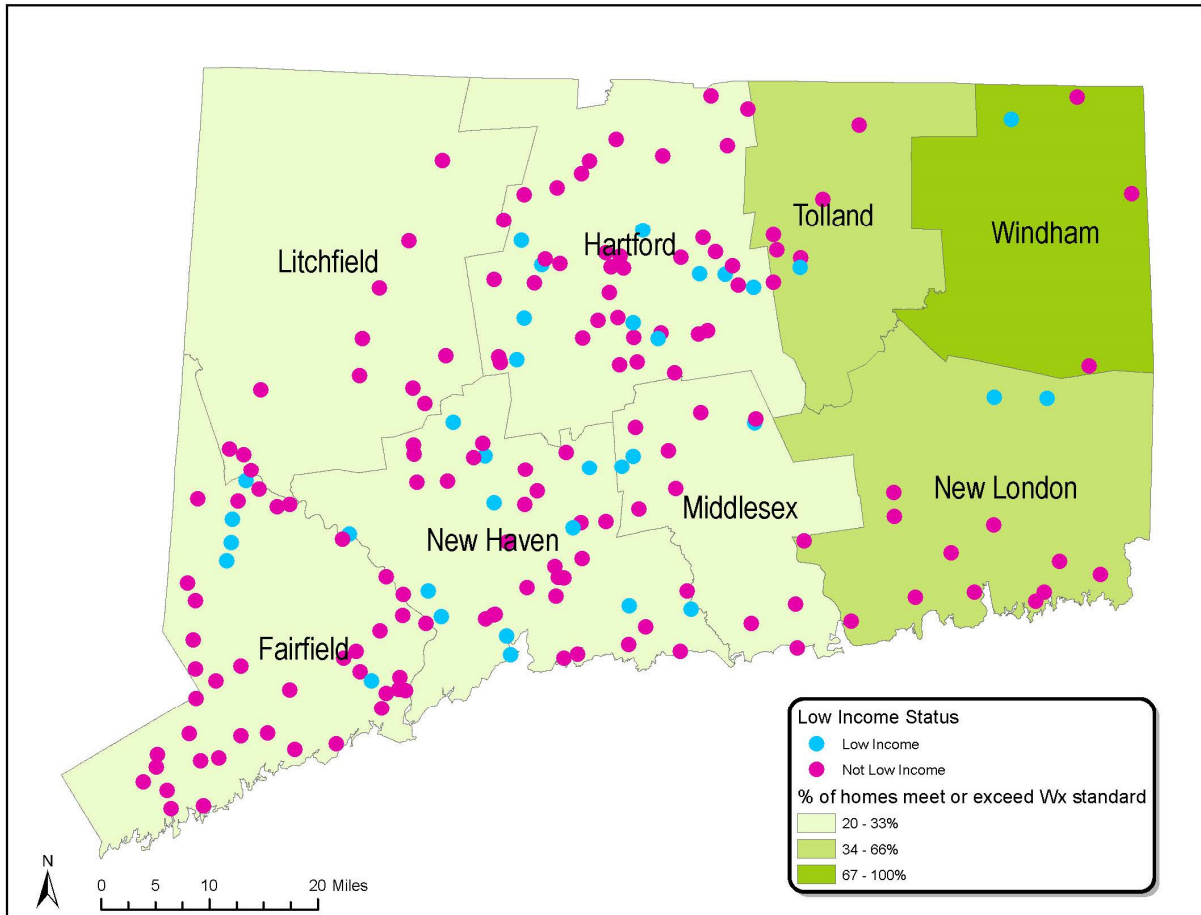 Tolland
Windham
Hartford
Litchfield
New London
Middlesex
New Haven
Fairfield
Low Income Status
Low Income
Not Low Income
% of homes meet or exceed Wx standard
20 - 33%
34 - 66%
67 - 100%
N
0 5 10 20 Miles